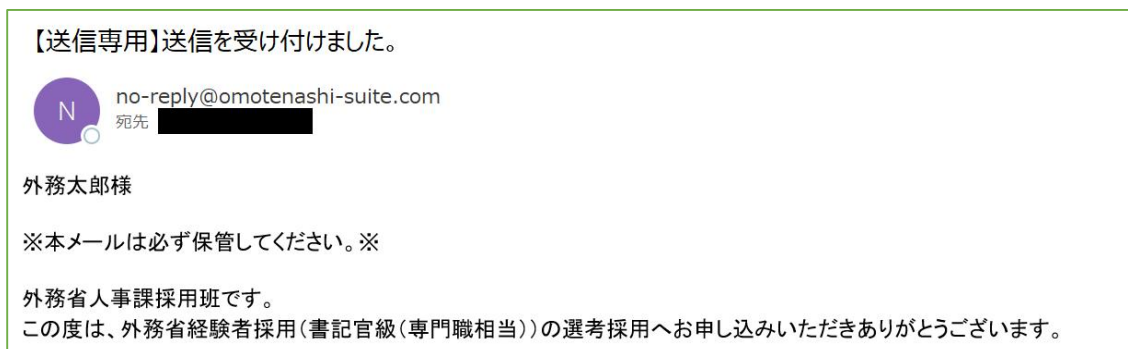 【送信専用】送信を受け付けました。
N
no-reply@omotenashi-suite.com
宛先
外務太郎様
※本メールは必ず保管してください。※
外務省人事課採用班です。
この度は、外務省経験者採用(書記官級(専門職相当))の選考採用へお申し込みいただきありがとうございます。